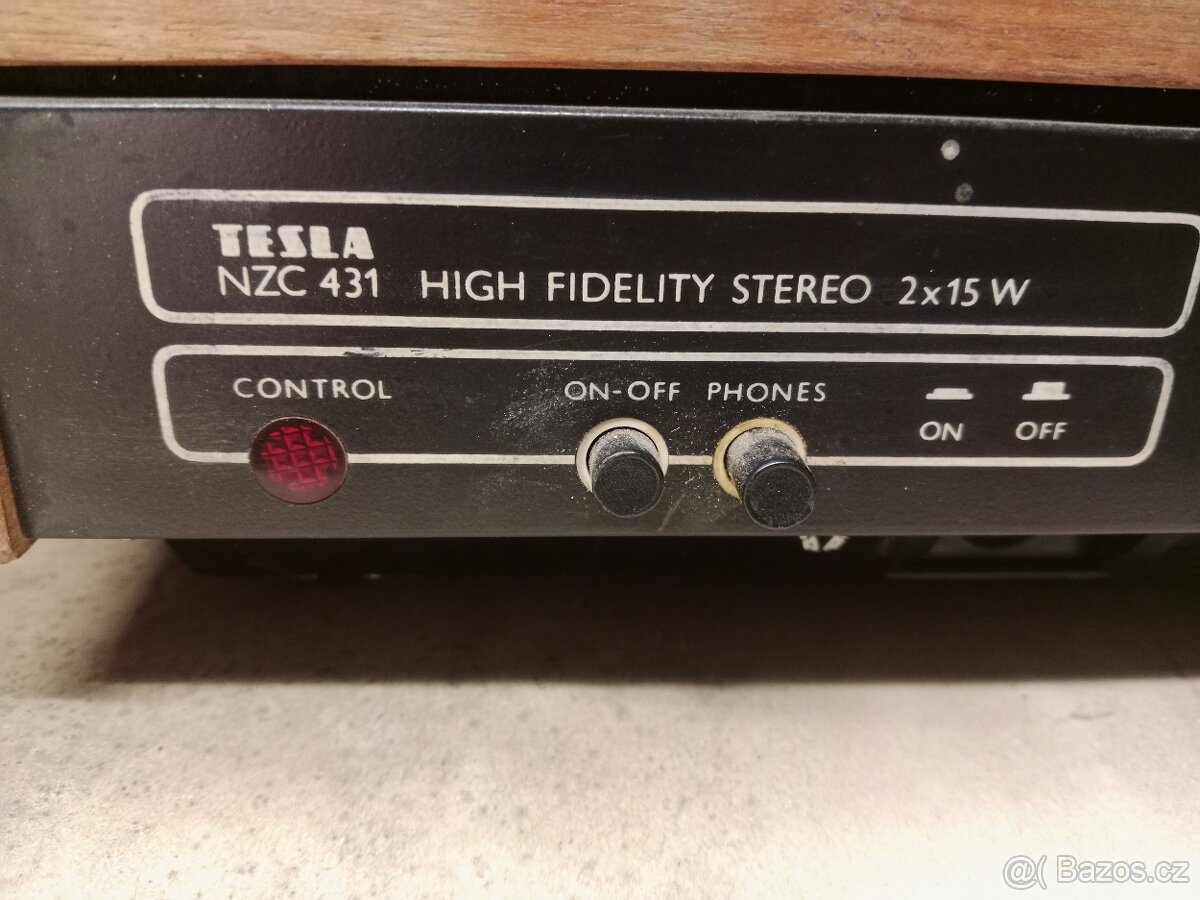 TESLA
NZC 431 HIGH FIDELITY STEREO 2x15 W
CONTROL ON-OFF PHONES
ON OFF
@( Bazos.cz